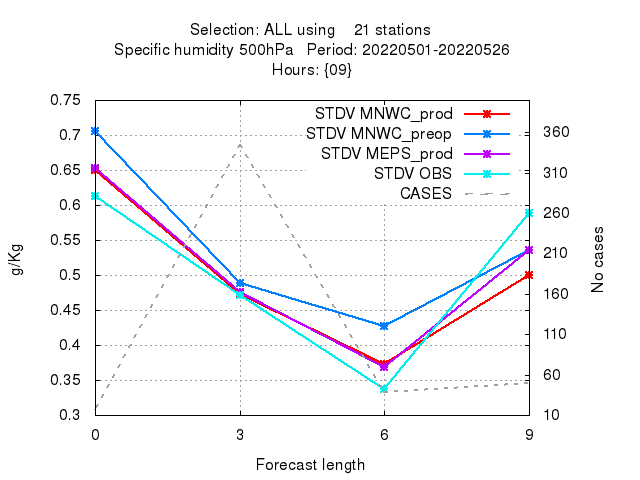 Selection: ALL using    21 stations
Specific humidity 500hPa   Period: 20220501-20220526
Hours: {09}
STDV MNWC_prod
STDV MNWC_preop
STDV MEPS_prod
STDV OBS
CASES
0.75
0.7
0.65
0.6
0.55
0.5
0.45
0.4
0.35
0.3
g/Kg
360
310
260
210
160
110
60
10
No cases
0 3 6 9
Forecast length